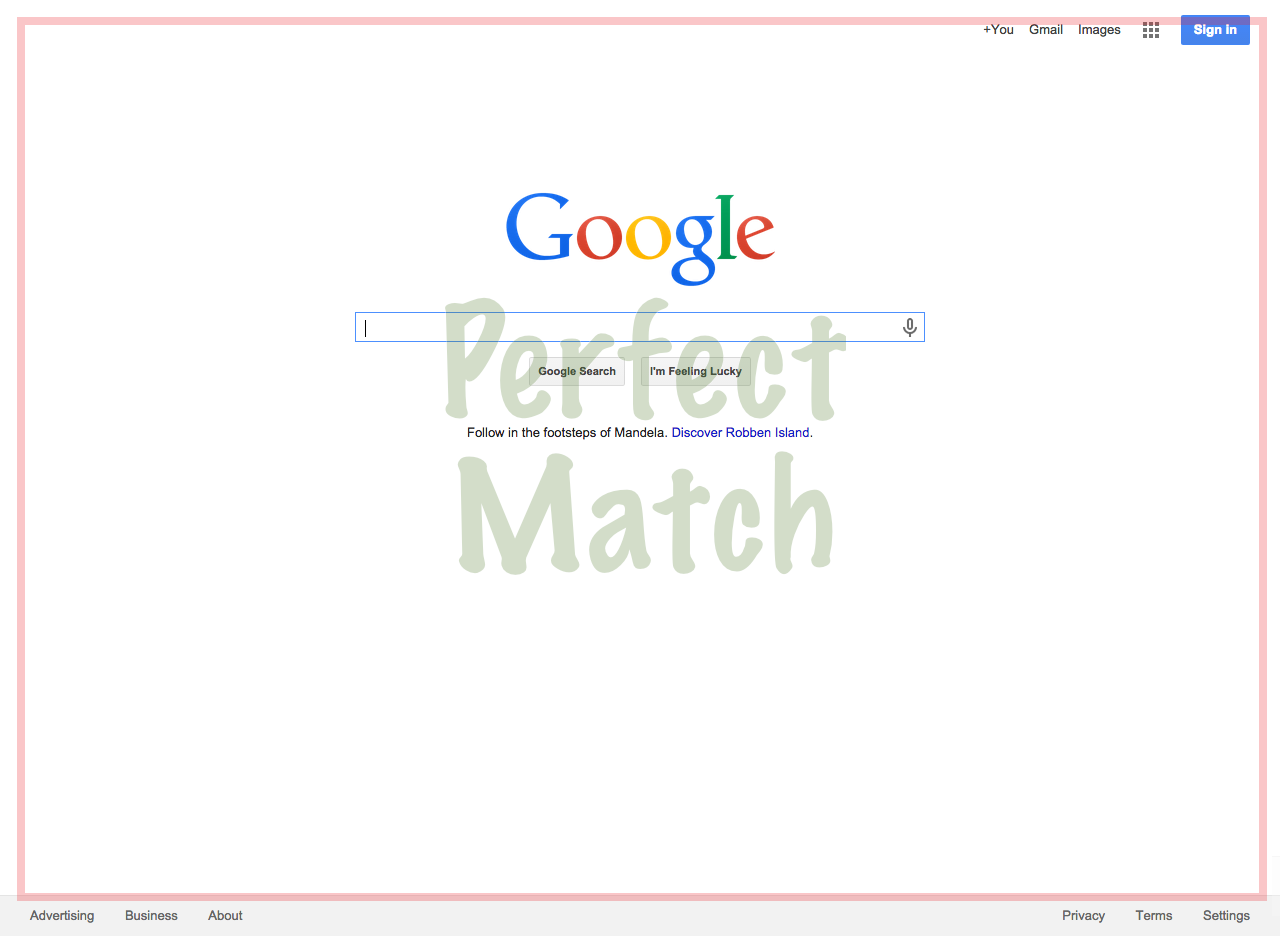 +You Gmail Images Sign in
Google
Perfect
Google Search I'm Feeling Lucky
Follow in the footsteps of Mandela. Discover Robben Island.
Match
Advertising Business About Privacy Terms Settings